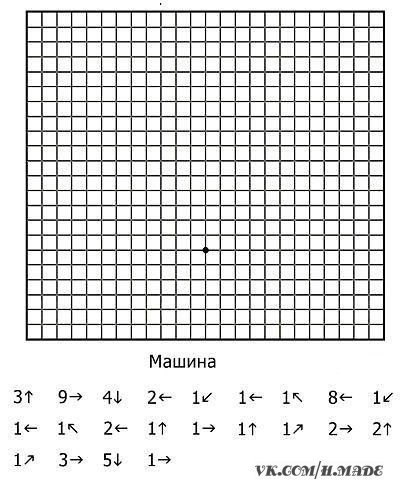 Машина
3↑ 9→ 4↓ 2← 1↙ 1← 1↖ 8← 1↙
1← 1↖ 2← 1↑ 1→ 1↑ 1↗ 2→ 2↑
1↗ 3→ 5↓ 1→
VK.COM/H.MADE